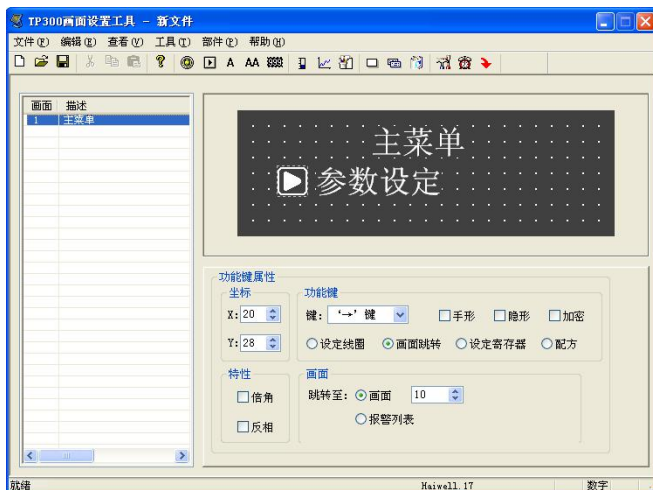 TP300画面设置工具 - 新文件
文件(F) 编辑(E) 查看(V) 工具(T) 部件(P) 帮助(H)
A AA
画面 描述
1 主菜单
主菜单
参数设定
功能键属性
坐标
X: 20
Y: 28
功能键
键: ‘→’键
手形 隐形 加密
设定线圈 画面跳转 设定寄存器 配方
特性
倍角
反相
画面
跳转至: 画面 10
报警列表
就绪 Haiwell.17 数字